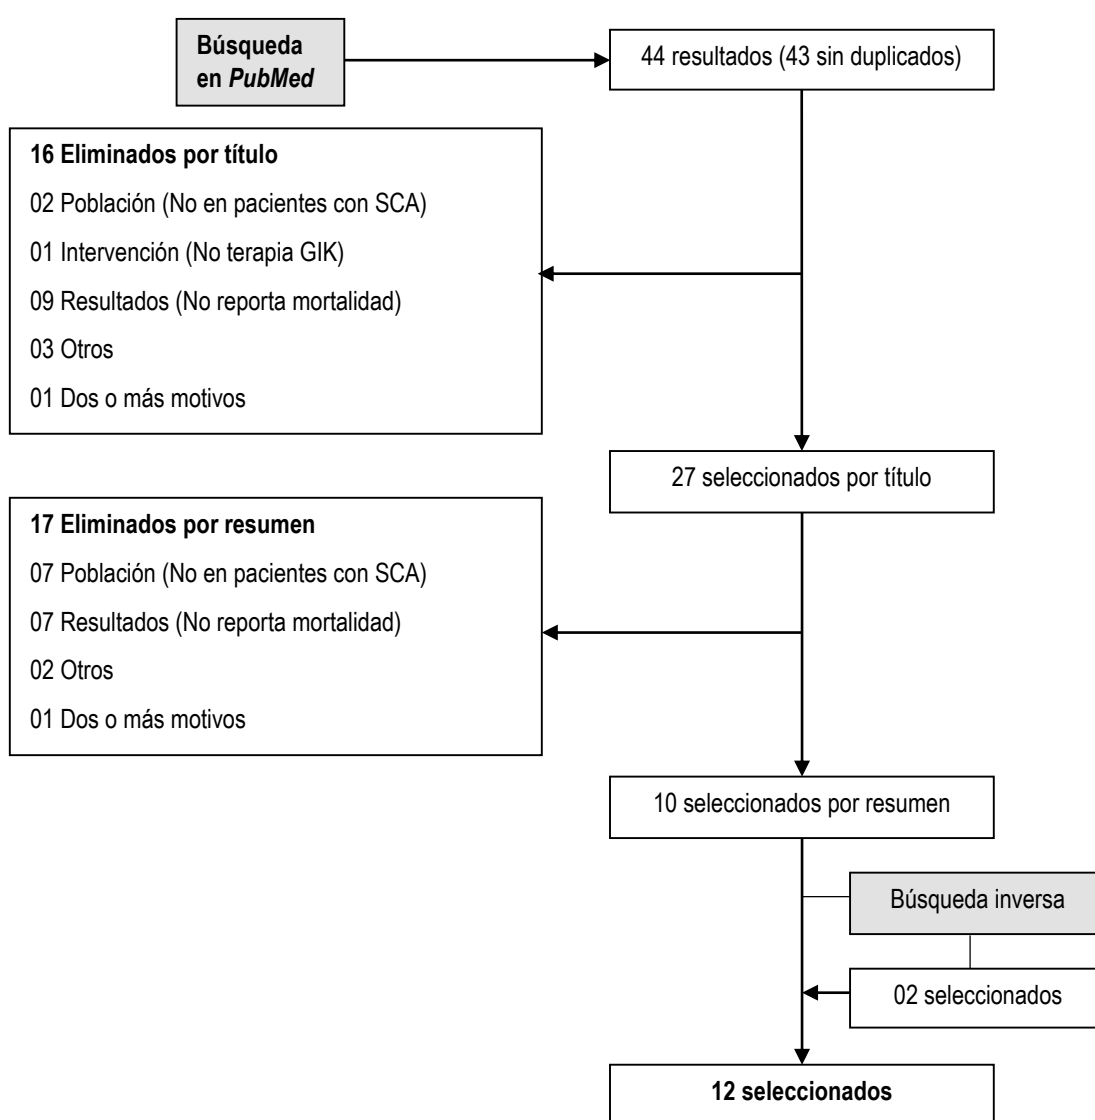 Búsqueda
en PubMed
44 resultados (43 sin duplicados)
16 Eliminados por título
02 Población (No en pacientes con SCA)
01 Intervención (No terapia GIK)
09 Resultados (No reporta mortalidad)
03 Otros
01 Dos o más motivos
27 seleccionados por título
17 Eliminados por resumen
07 Población (No en pacientes con SCA)
07 Resultados (No reporta mortalidad)
02 Otros
01 Dos o más motivos
10 seleccionados por resumen
Búsqueda inversa
02 seleccionados
12 seleccionados